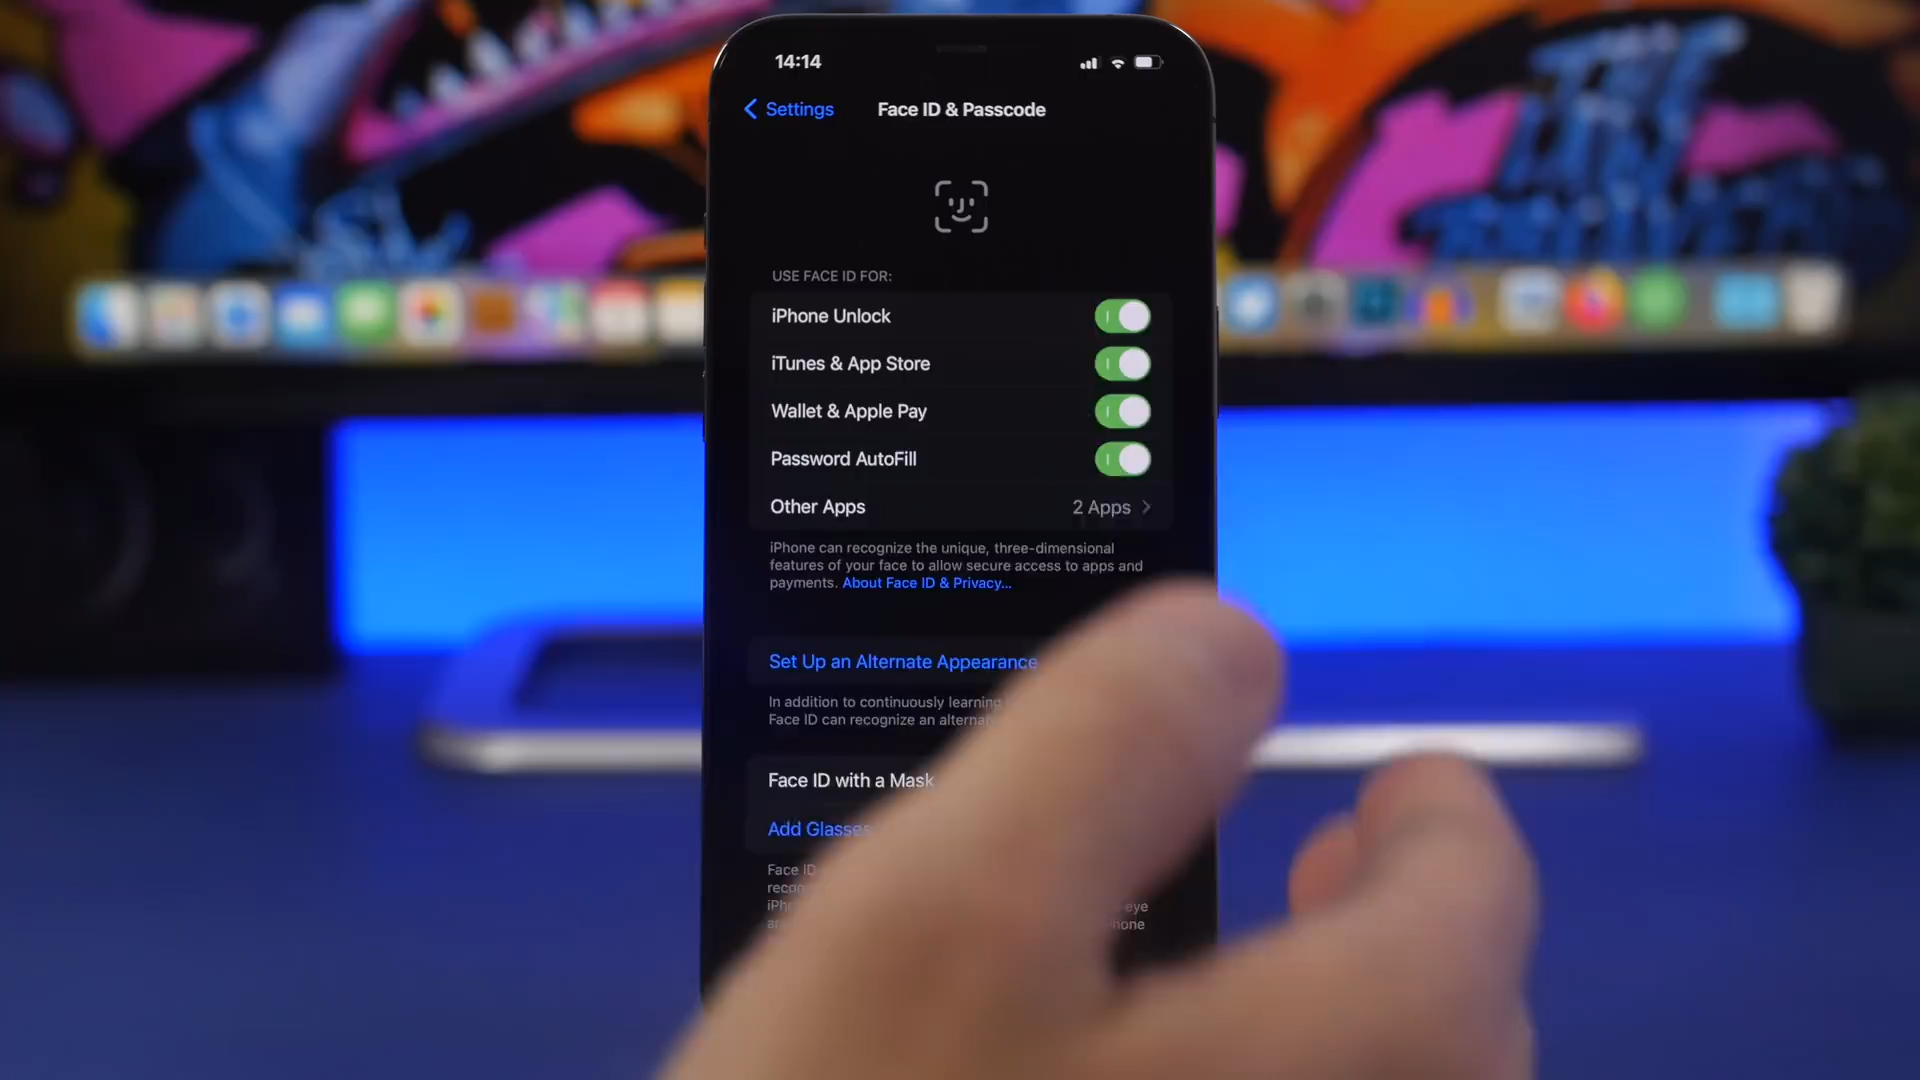 14:14
Settings
Face ID & Passcode
USE FACE ID FOR:
iPhone Unlock
iTunes & App Store
Wallet & Apple Pay
Password AutoFill
Other Apps 2 Apps
iPhone can recognize the unique, three-dimensional
features of your face to allow secure access to apps and
payments. About Face ID & Privacy...
Set Up an Alternate Appearance
In addition to continuously learning
Face ID can recognize an
Face ID with a Mask
Add Glasses
Face ID
eye